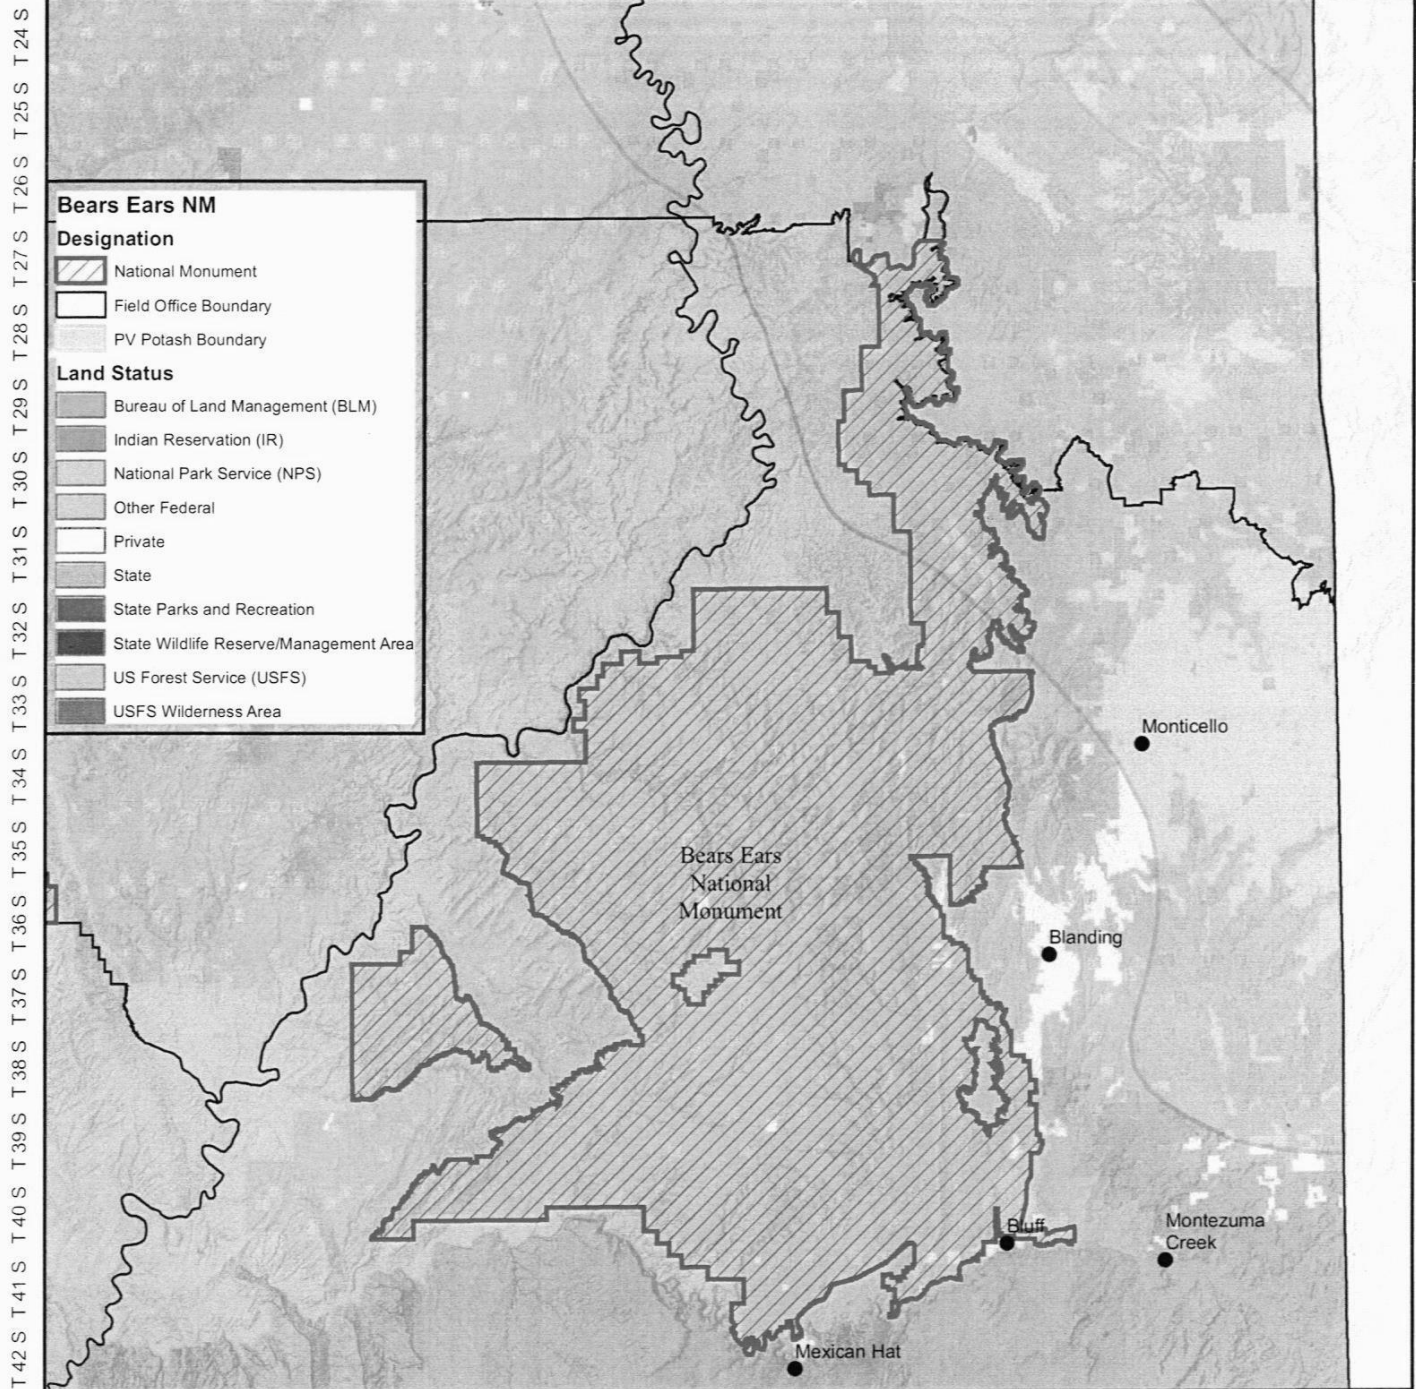 T 24 S
T 25 S
T 26 S
T 27 S
T 28 S
T 29 S
T 30 S
T 31 S
T 32 S
T 33 S
T 34 S
T 35 S
T 36 S
T 37 S
T 38 S
T 39 S
T 40 S
T 41 S
T 42 S
Bears Ears NM
Designation
National Monument
Field Office Boundary
PV Potash Boundary
Land Status
Bureau of Land Management (BLM)
Indian Reservation (IR)
National Park Service (NPS)
Other Federal
Private
State
State Parks and Recreation
State Wildlife Reserve/Management Area
US Forest Service (USFS)
USFS Wilderness Area
Monticello
Bears Ears
National
Monument
Blanding
Bluff
Montezuma
Creek
Mexican Hat